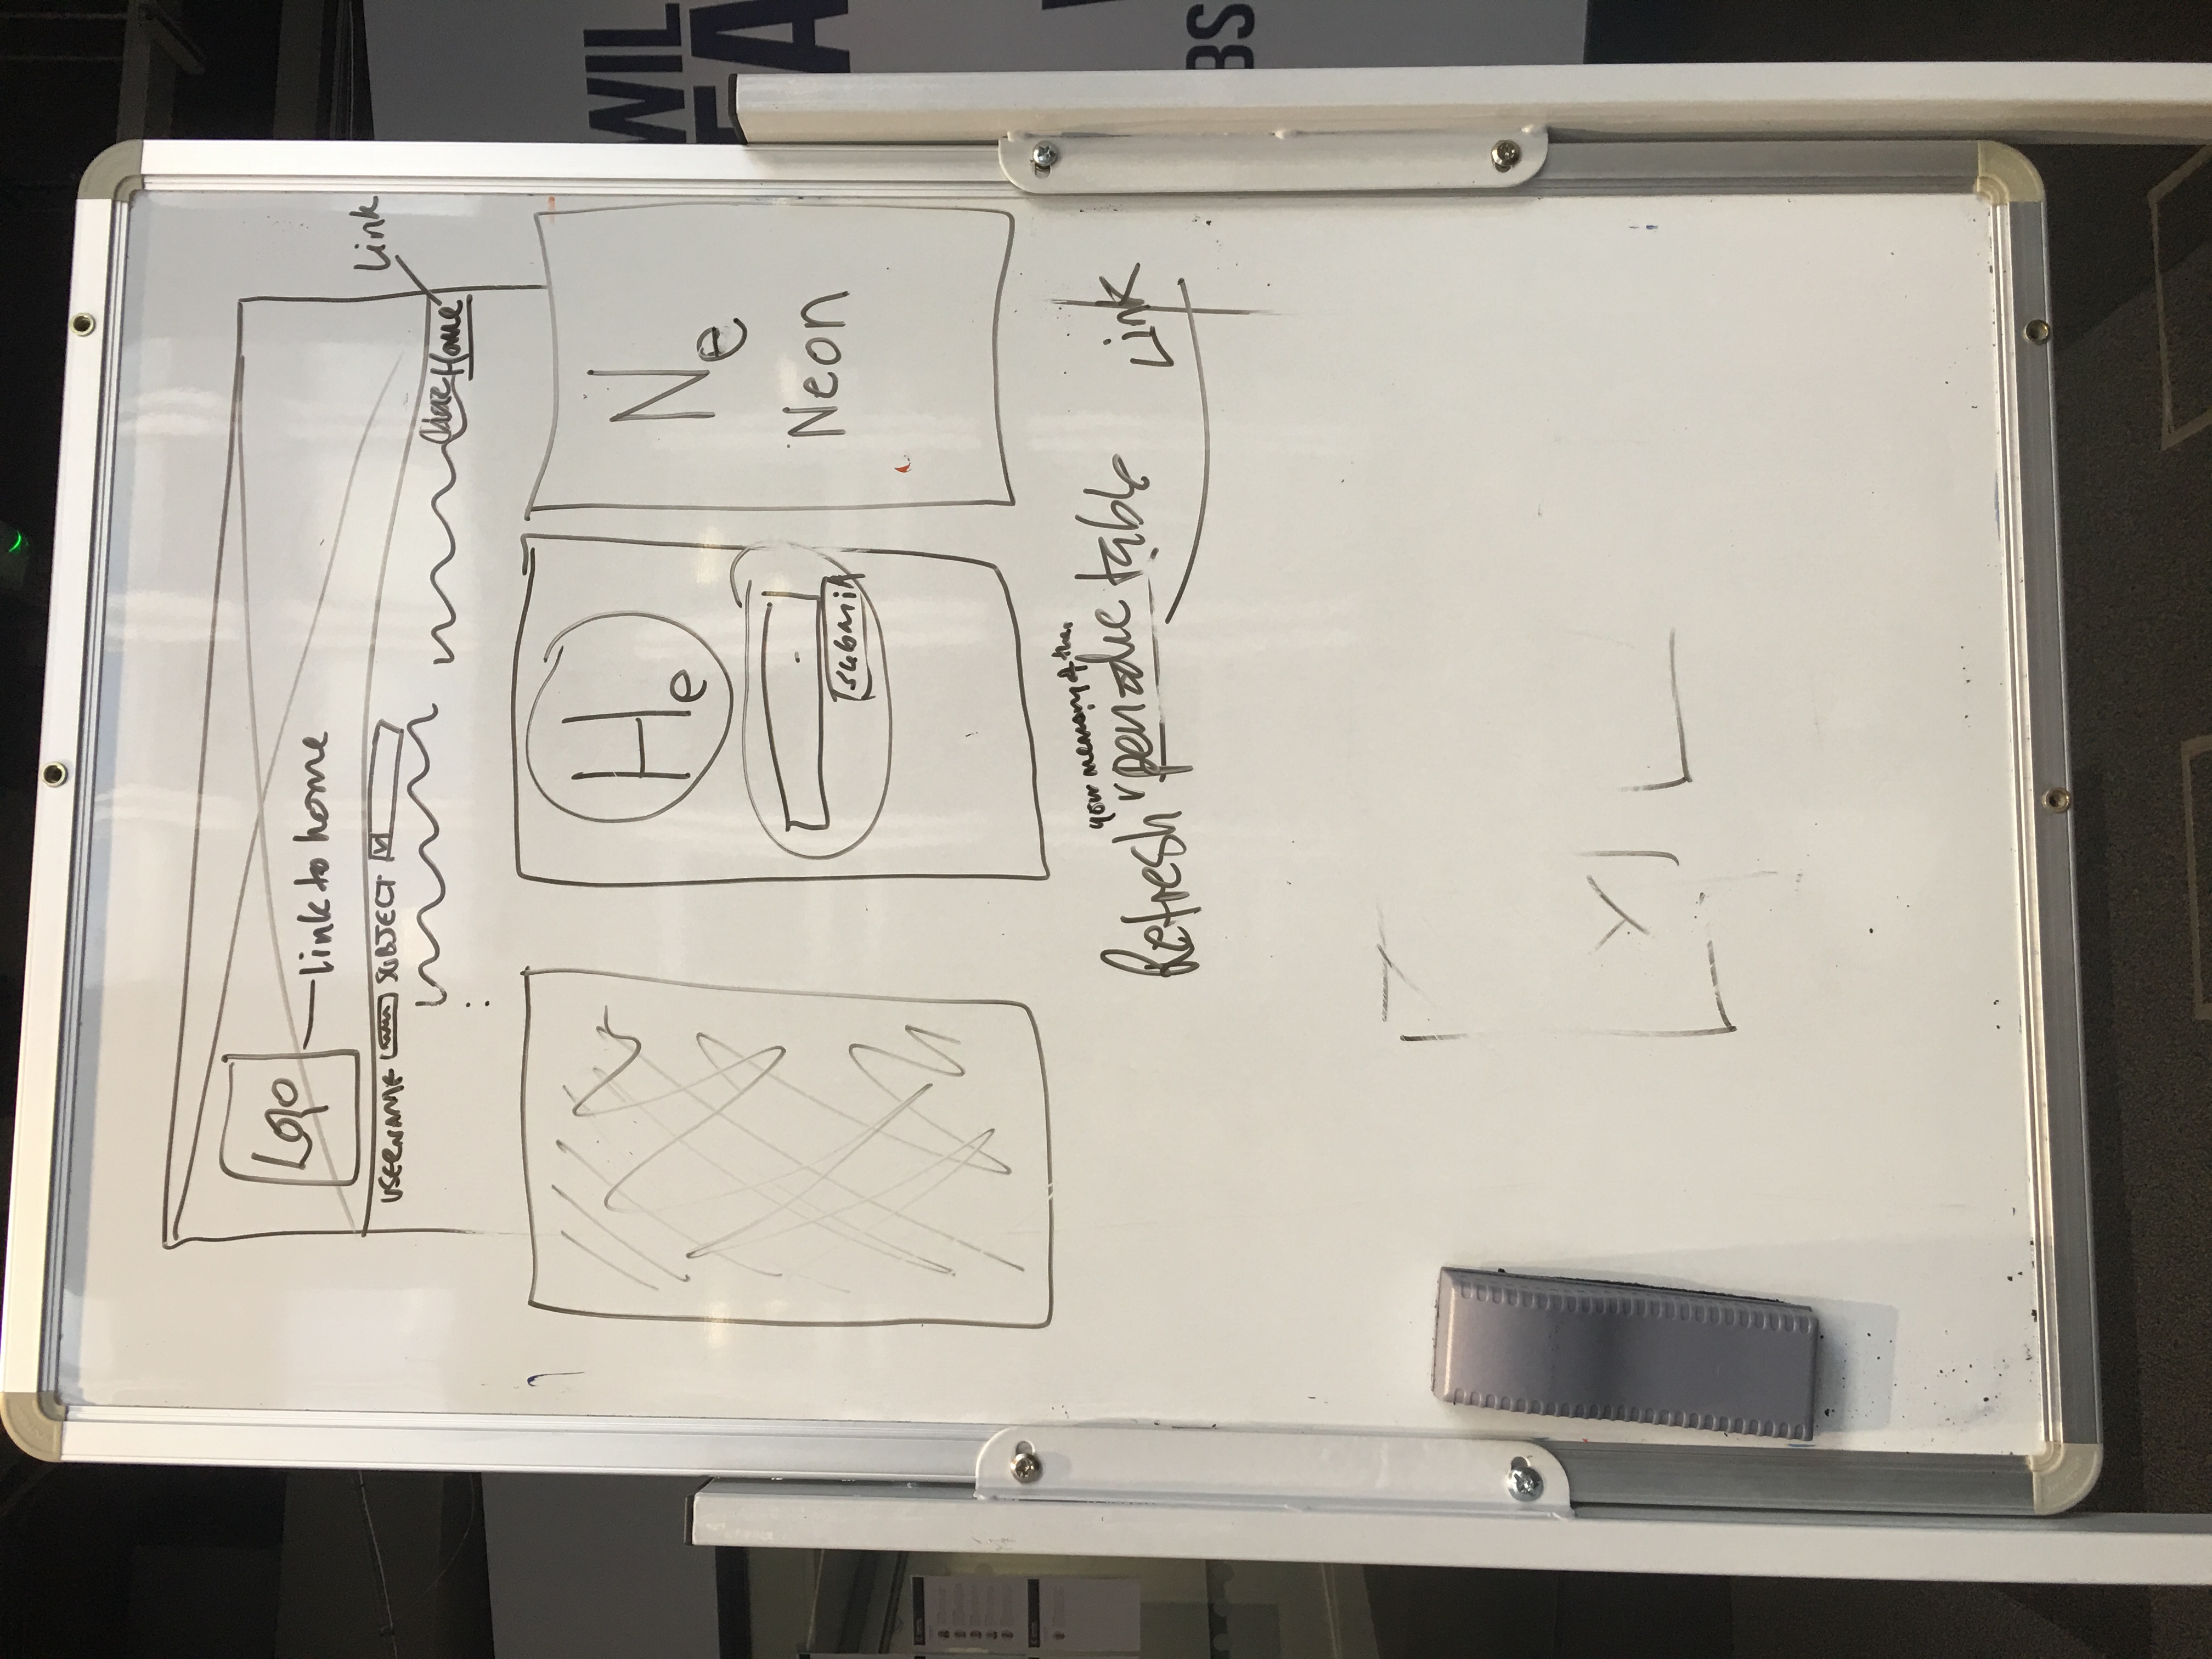 Logo
link to home
Link
USERNAME SUBJECT
Home
He
Ne
submit
Neon
your memory of the
Refresh periodic table
Link
WIL
EA
BS